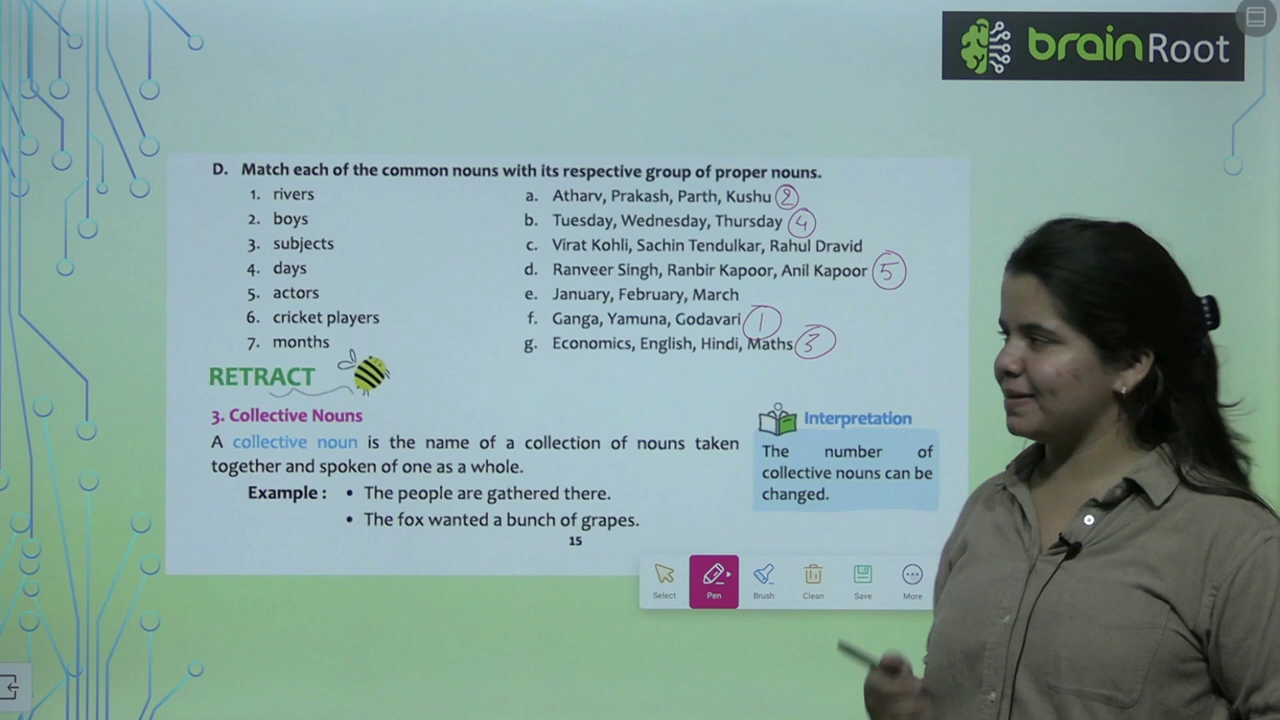 brainRoot
D. Match each of the common nouns with its respective group of proper nouns.
1. rivers a. Atharv, Prakash, Parth, Kushu 2
2. boys b. Tuesday, Wednesday, Thursday 4
3. subjects c. Virat Kohli, Sachin Tendulkar, Rahul Dravid
4. days d. Ranveer Singh, Ranbir Kapoor, Anil Kapoor 5
5. actors e. January, February, March
6. cricket players f. Ganga, Yamuna, Godavari 1
7. months g. Economics, English, Hindi, Maths 3
RETRACT
3. Collective Nouns
A collective noun is the name of a collection of nouns taken
together and spoken of one as a whole.
Example : • The people are gathered there.
• The fox wanted a bunch of grapes.
Interpretation
The number of
collective nouns can be
changed.
15
Select Pen Brush Clean Save More